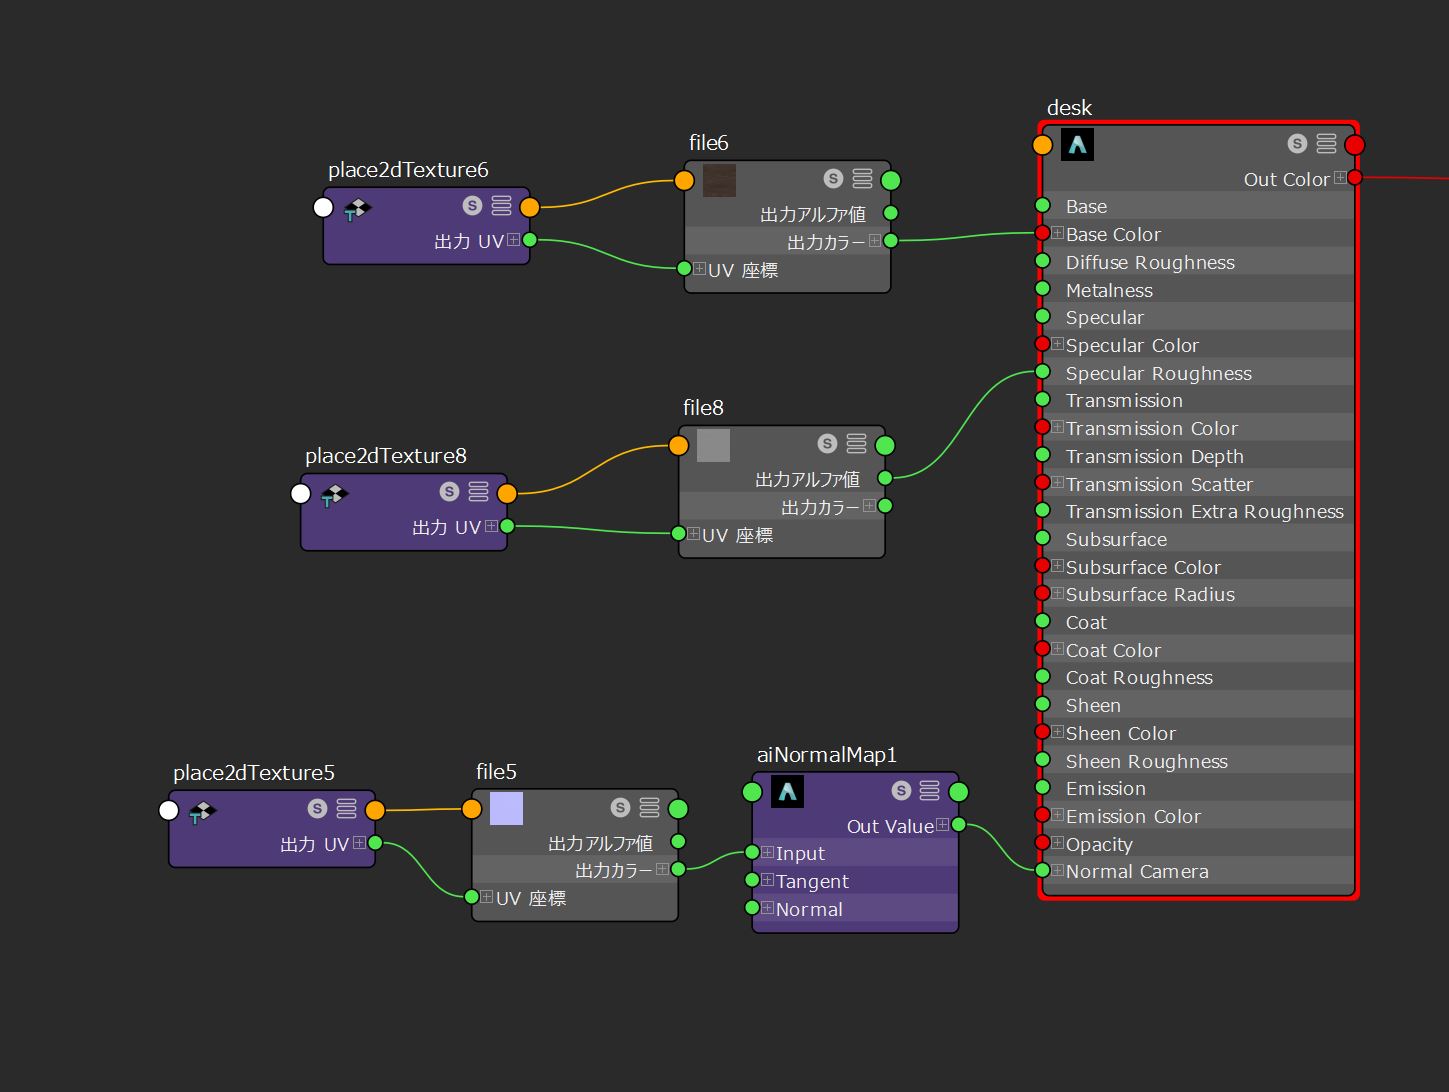 desk
Out Color
Base
Base Color
Diffuse Roughness
Metalness
Specular
Specular Color
Specular Roughness
Transmission
Transmission Color
Transmission Depth
Transmission Scatter
Transmission Extra Roughness
Subsurface
Subsurface Color
Subsurface Radius
Coat
Coat Color
Coat Roughness
Sheen
Sheen Color
Sheen Roughness
Emission
Emission Color
Opacity
Normal Camera
file6
出力アルファ値
出力カラー
UV 座標
place2dTexture6
出力 UV
file8
出力アルファ値
出力カラー
UV 座標
place2dTexture8
出力 UV
aiNormalMap1
Out Value
Input
Tangent
Normal
file5
出力アルファ値
出力カラー
UV 座標
place2dTexture5
出力 UV